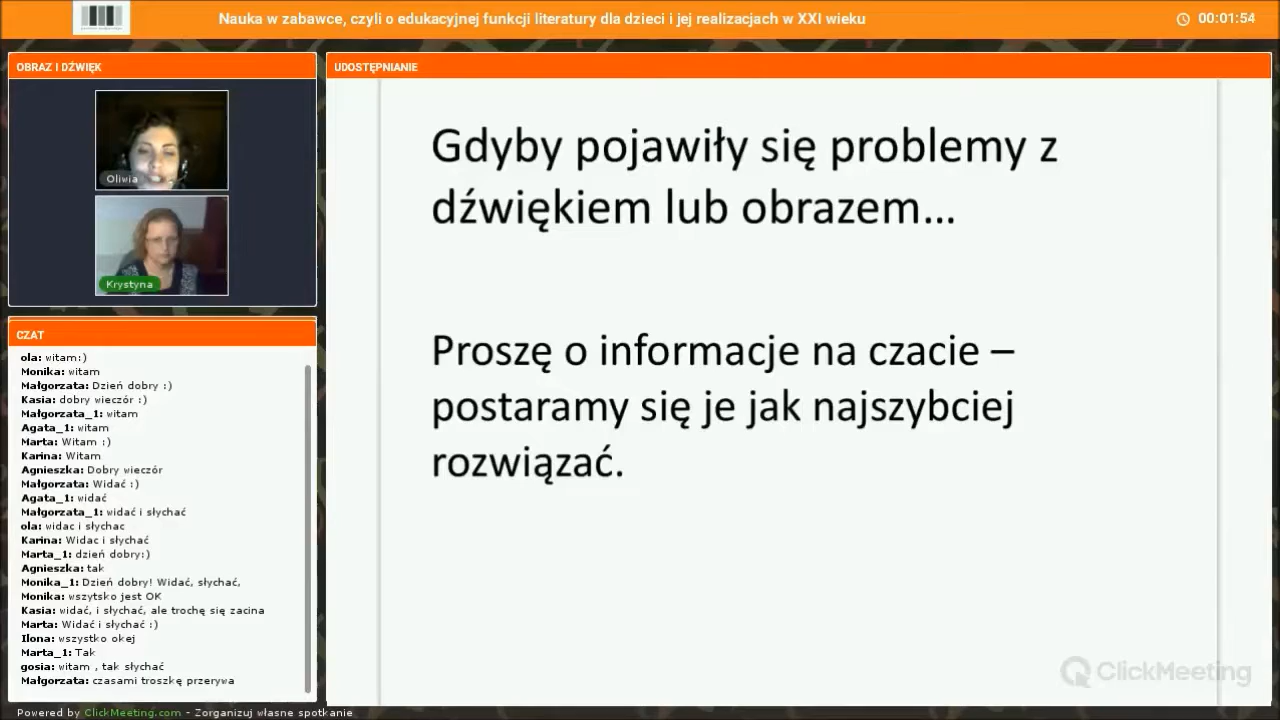 Nauka w zabawce, czyli o edukacyjnej funkcji literatury dla dzieci i jej realizacjach w XXI wieku
00:01:54
OBRAZ I DŹWIĘK
Oliwia
Krystyna
CZAT
ola: witam:)
Monika: witam
Małgorzata: Dzień dobry :)
Kasia: dobry wieczór :)
Małgorzata_1: witam
Agata_1: witam
Marta: Witam :)
Karina: Witam
Agnieszka: Dobry wieczór
Małgorzata: Widać :)
Agata_1: widać
Małgorzata_1: widać i słychać
ola: widac i słychac
Karina: Widac i słychać
Marta_1: dzień dobry:)
Agnieszka: tak
Monika_1: Dzień dobry! Widać, słychać,
Monika: wszytsko jest OK
Kasia: widać, i słychać, ale trochę się zacina
Marta: Widać i słychać :)
Ilona: wszystko okej
Marta_1: Tak
gosia: witam , tak słychać
Małgorzata: czasami troszkę przerywa
UDOSTĘPNIANIE
Gdyby pojawiły się problemy z
dźwiękiem lub obrazem...
Proszę o informacje na czacie –
postaramy się je jak najszybciej
rozwiązać.
ClickMeeting
Powered by ClickMeeting.com - Zorganizuj własne spotkanie